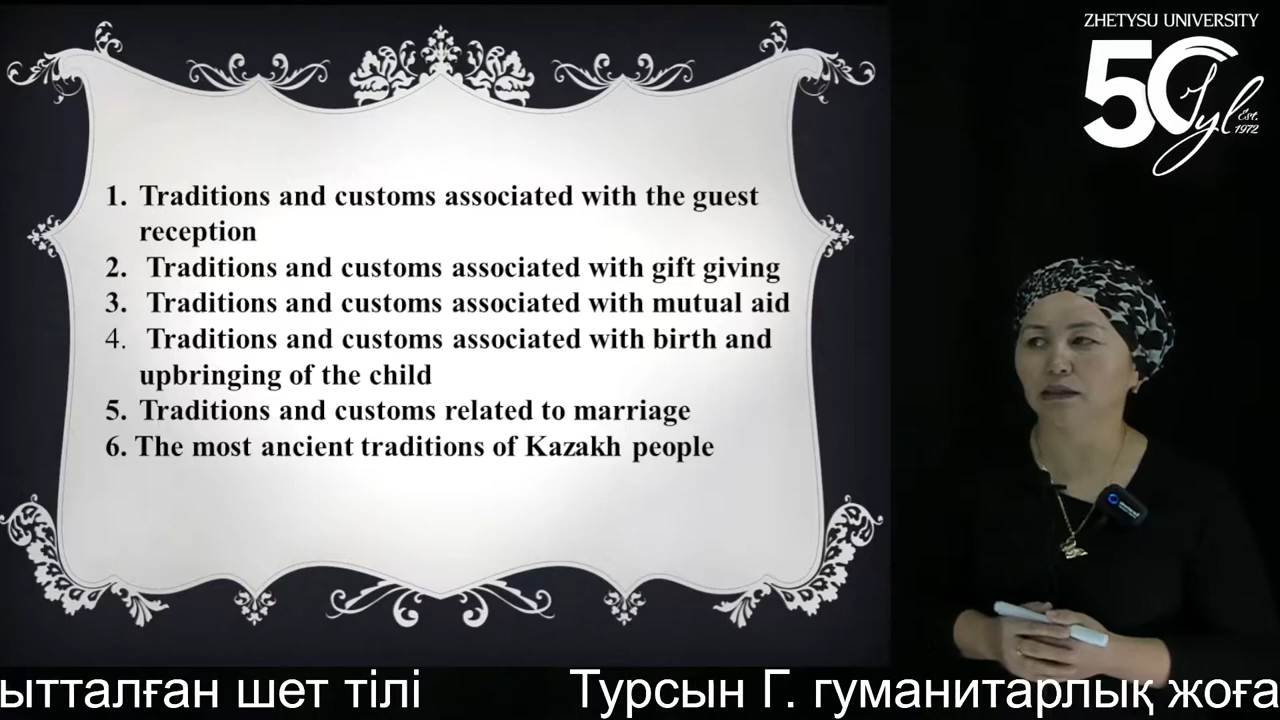 ZHETYSU UNIVERSITY
50
Jyl
Est.
1972
1. Traditions and customs associated with the guest
reception
2. Traditions and customs associated with gift giving
3. Traditions and customs associated with mutual aid
4. Traditions and customs associated with birth and
upbringing of the child
5. Traditions and customs related to marriage
6. The most ancient traditions of Kazakh people
ытталған шет тілі Турсын Г. гуманитарлық жоға